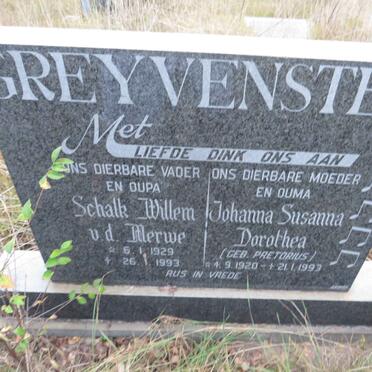 GREYVENSTE
Met
LIEFDE DINK ONS AAN
ONS DIERBARE VADER
EN OUPA
Schalk Willem
v.d. Merwe
* 6.1.1929
26.1.1993
ONS DIERBARE MOEDER
EN OUMA
Johanna Susanna
Dorothea
(GEB. PRETORIUS)
* 4.9.1920 - † 21.1.1993
RUS IN VREDE